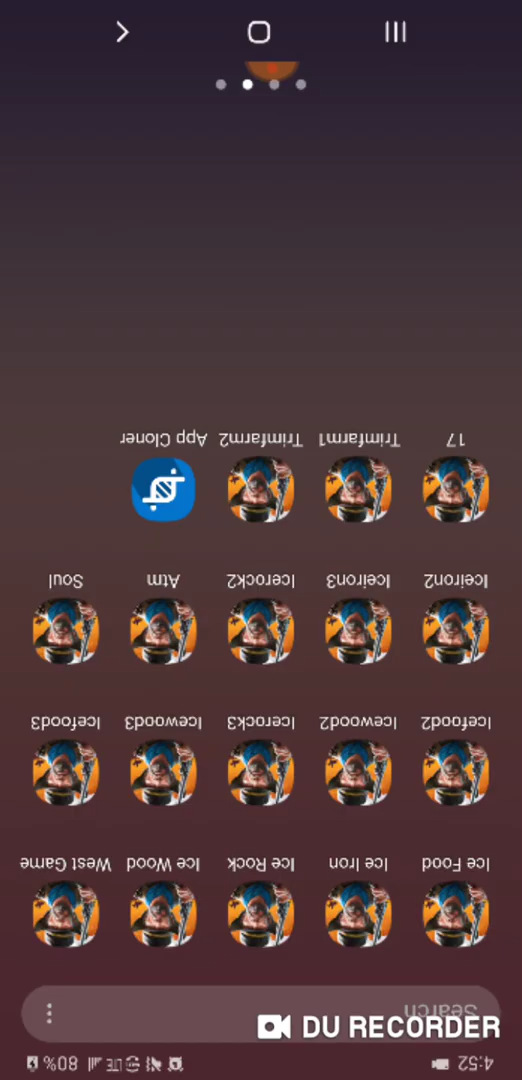 4:52 80%
Search
DU RECORDER
Ice Food Ice Iron Ice Rock Ice Wood West Game
Icefood2 Icewood2 Icerock3 Icewood3 Icefood3
Iceiron2 Iceiron3 Icerock2 Atm Soul
17 Trimfarm1 Trimfarm2 App Cloner